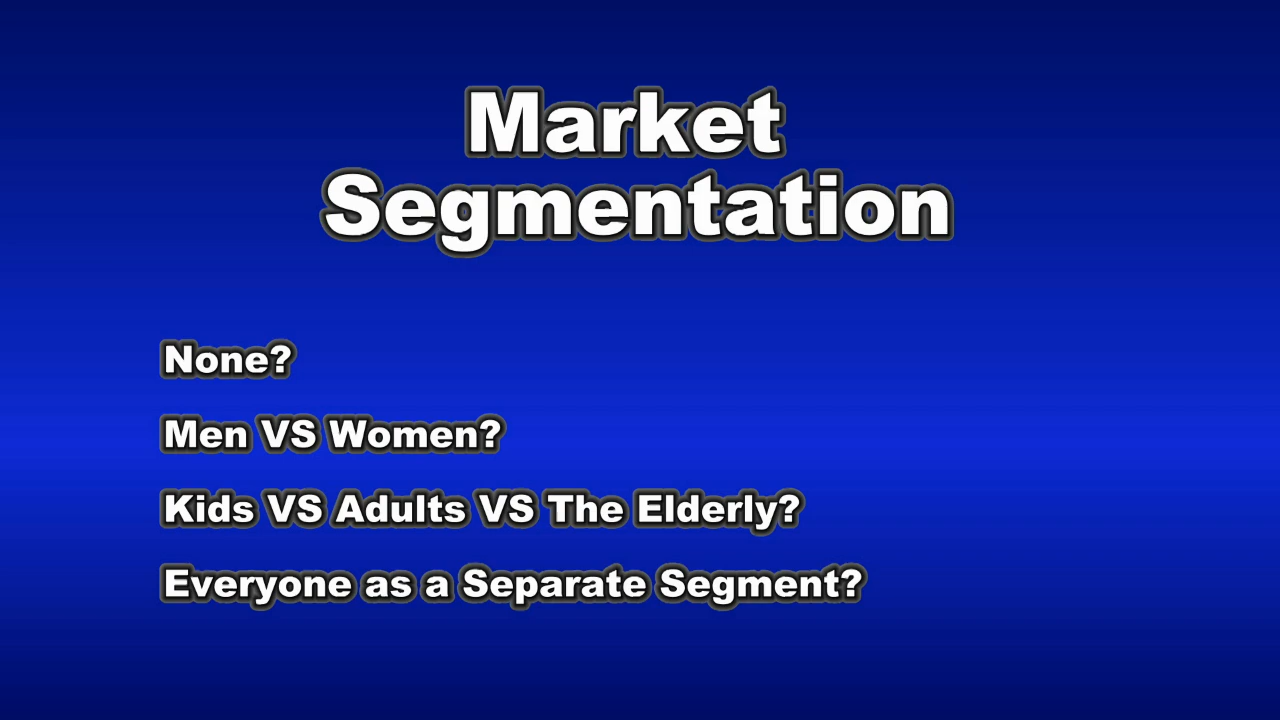 Market
Segmentation
None?
Men VS Women?
Kids VS Adults VS The Elderly?
Everyone as a Separate Segment?